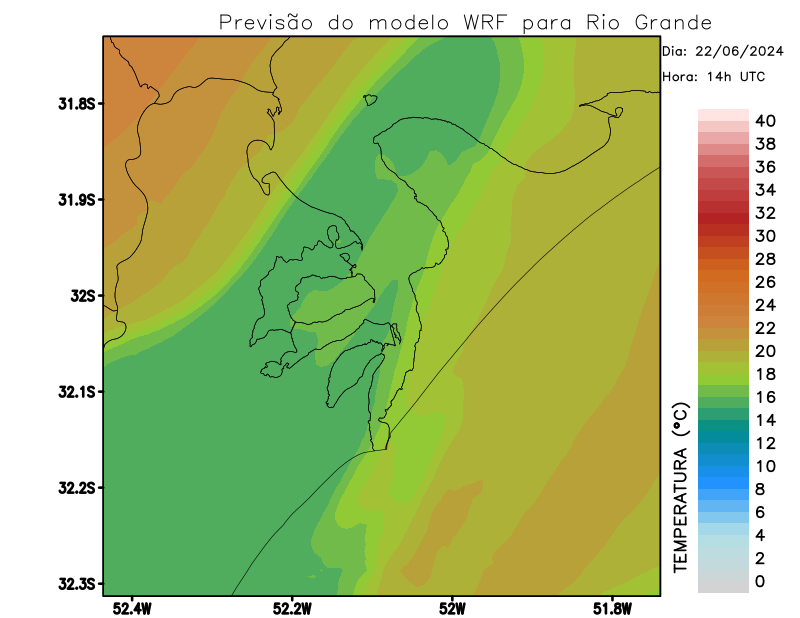 Previsão do modelo WRF para Rio Grande
Dia: 22/06/2024
Hora: 14h UTC
31.8S
31.9S
32S
32.1S
32.2S
32.3S
52.4W
52.2W
52W
51.8W
TEMPERATURA (°C)
40
38
36
34
32
30
28
26
24
22
20
18
16
14
12
10
8
6
4
2
0